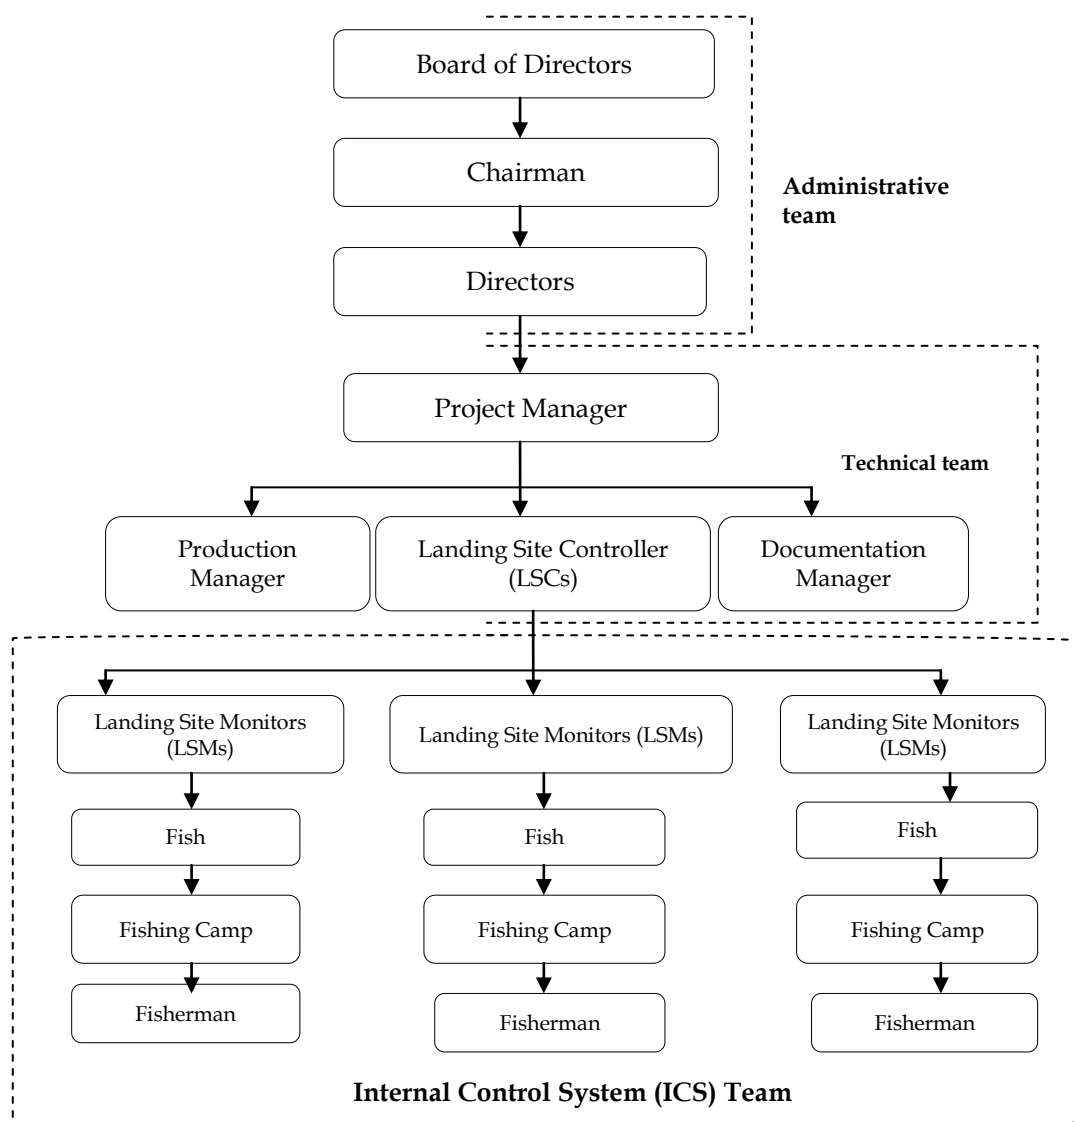 Board of Directors
Chairman
Administrative
team
Directors
Project Manager
Technical team
Production
Manager
Landing Site Controller
(LSCs)
Documentation
Manager
Landing Site Monitors
(LSMs)
Landing Site Monitors (LSMs)
Landing Site Monitors
(LSMs)
Fish
Fish
Fish
Fishing Camp
Fishing Camp
Fishing Camp
Fisherman
Fisherman
Fisherman
Internal Control System (ICS) Team